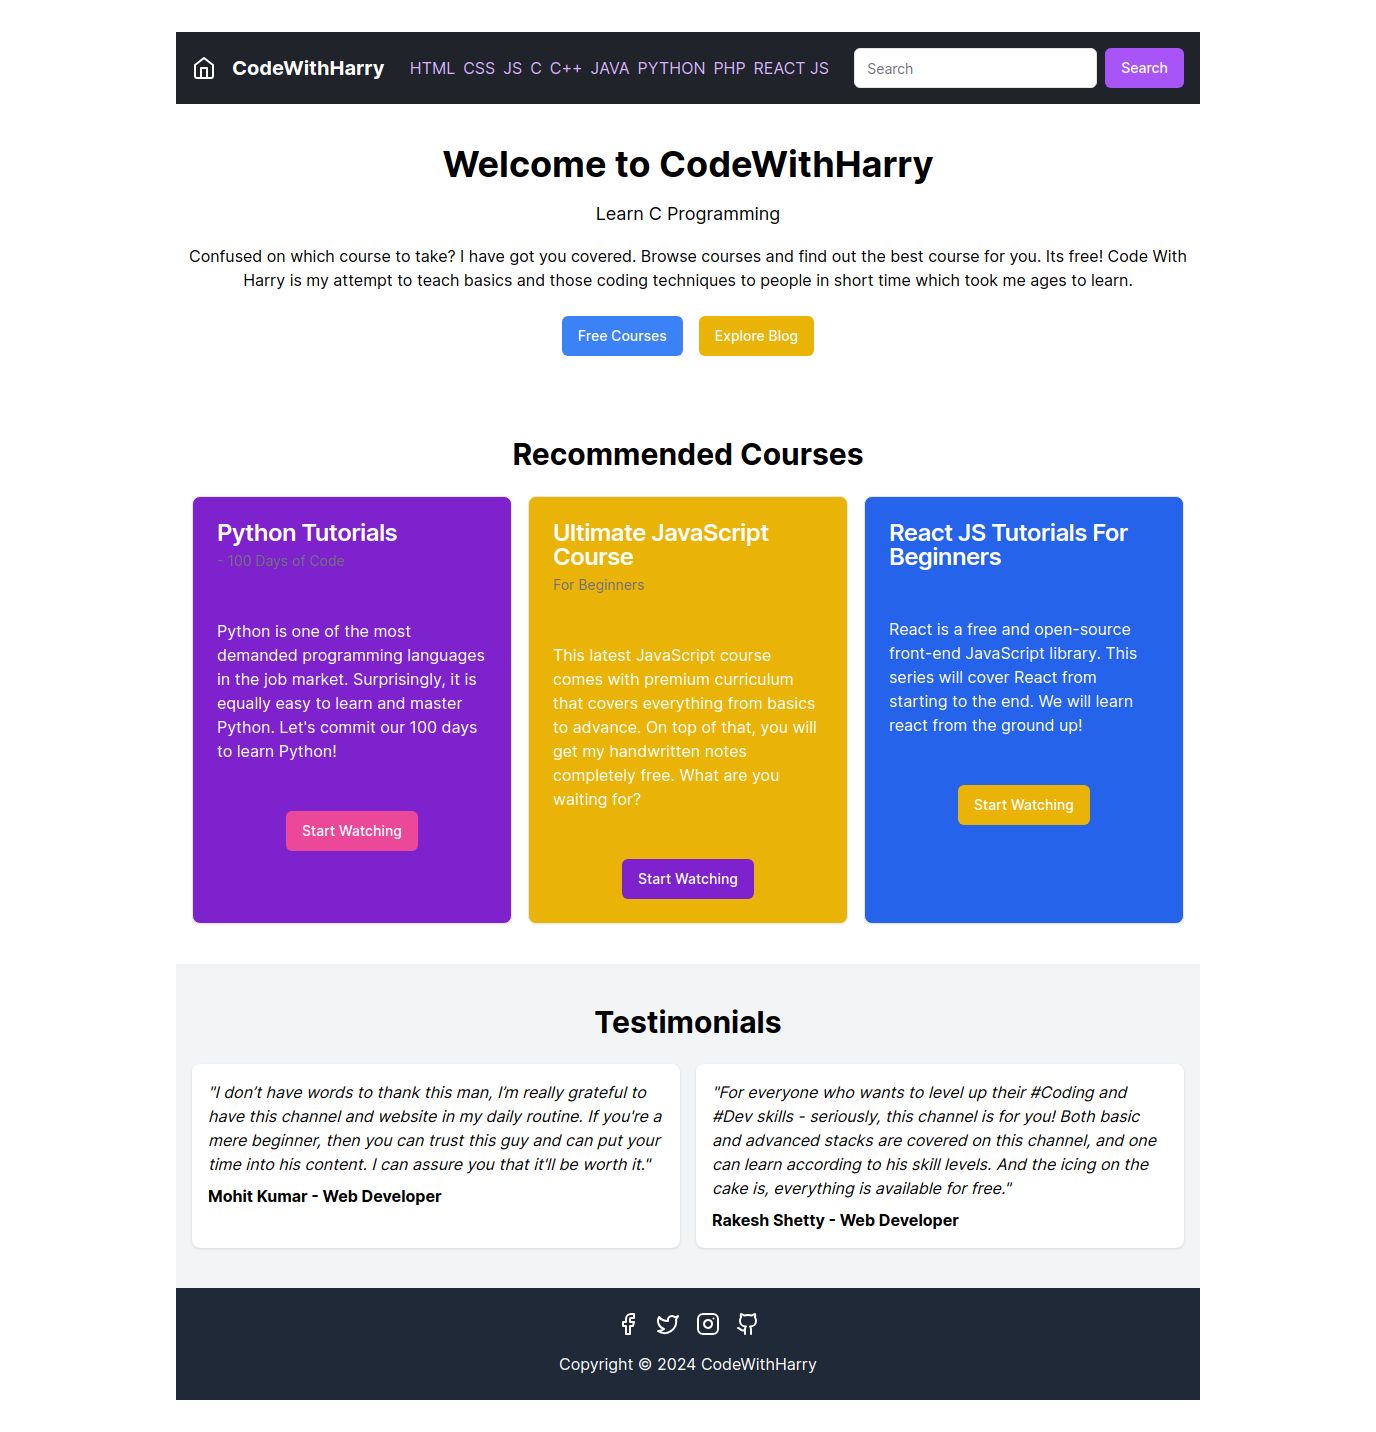 CodeWithHarry HTML CSS JS C C++ JAVA PYTHON PHP REACT JS Search Search
Welcome to CodeWithHarry
Learn C Programming
Confused on which course to take? I have got you covered. Browse courses and find out the best course for you. Its free! Code With
Harry is my attempt to teach basics and those coding techniques to people in short time which took me ages to learn.
Free Courses Explore Blog
Recommended Courses
Python Tutorials
- 100 Days of Code
Python is one of the most
demanded programming languages
in the job market. Surprisingly, it is
equally easy to learn and master
Python. Let's commit our 100 days
to learn Python!
Start Watching
Ultimate JavaScript
Course
For Beginners
This latest JavaScript course
comes with premium curriculum
that covers everything from basics
to advance. On top of that, you will
get my handwritten notes
completely free. What are you
waiting for?
Start Watching
React JS Tutorials For
Beginners
React is a free and open-source
front-end JavaScript library. This
series will cover React from
starting to the end. We will learn
react from the ground up!
Start Watching
Testimonials
"I don’t have words to thank this man, I’m really grateful to
have this channel and website in my daily routine. If you're a
mere beginner, then you can trust this guy and can put your
time into his content. I can assure you that it'll be worth it."
Mohit Kumar - Web Developer
"For everyone who wants to level up their #Coding and
#Dev skills - seriously, this channel is for you! Both basic
and advanced stacks are covered on this channel, and one
can learn according to his skill levels. And the icing on the
cake is, everything is available for free."
Rakesh Shetty - Web Developer
Copyright © 2024 CodeWithHarry